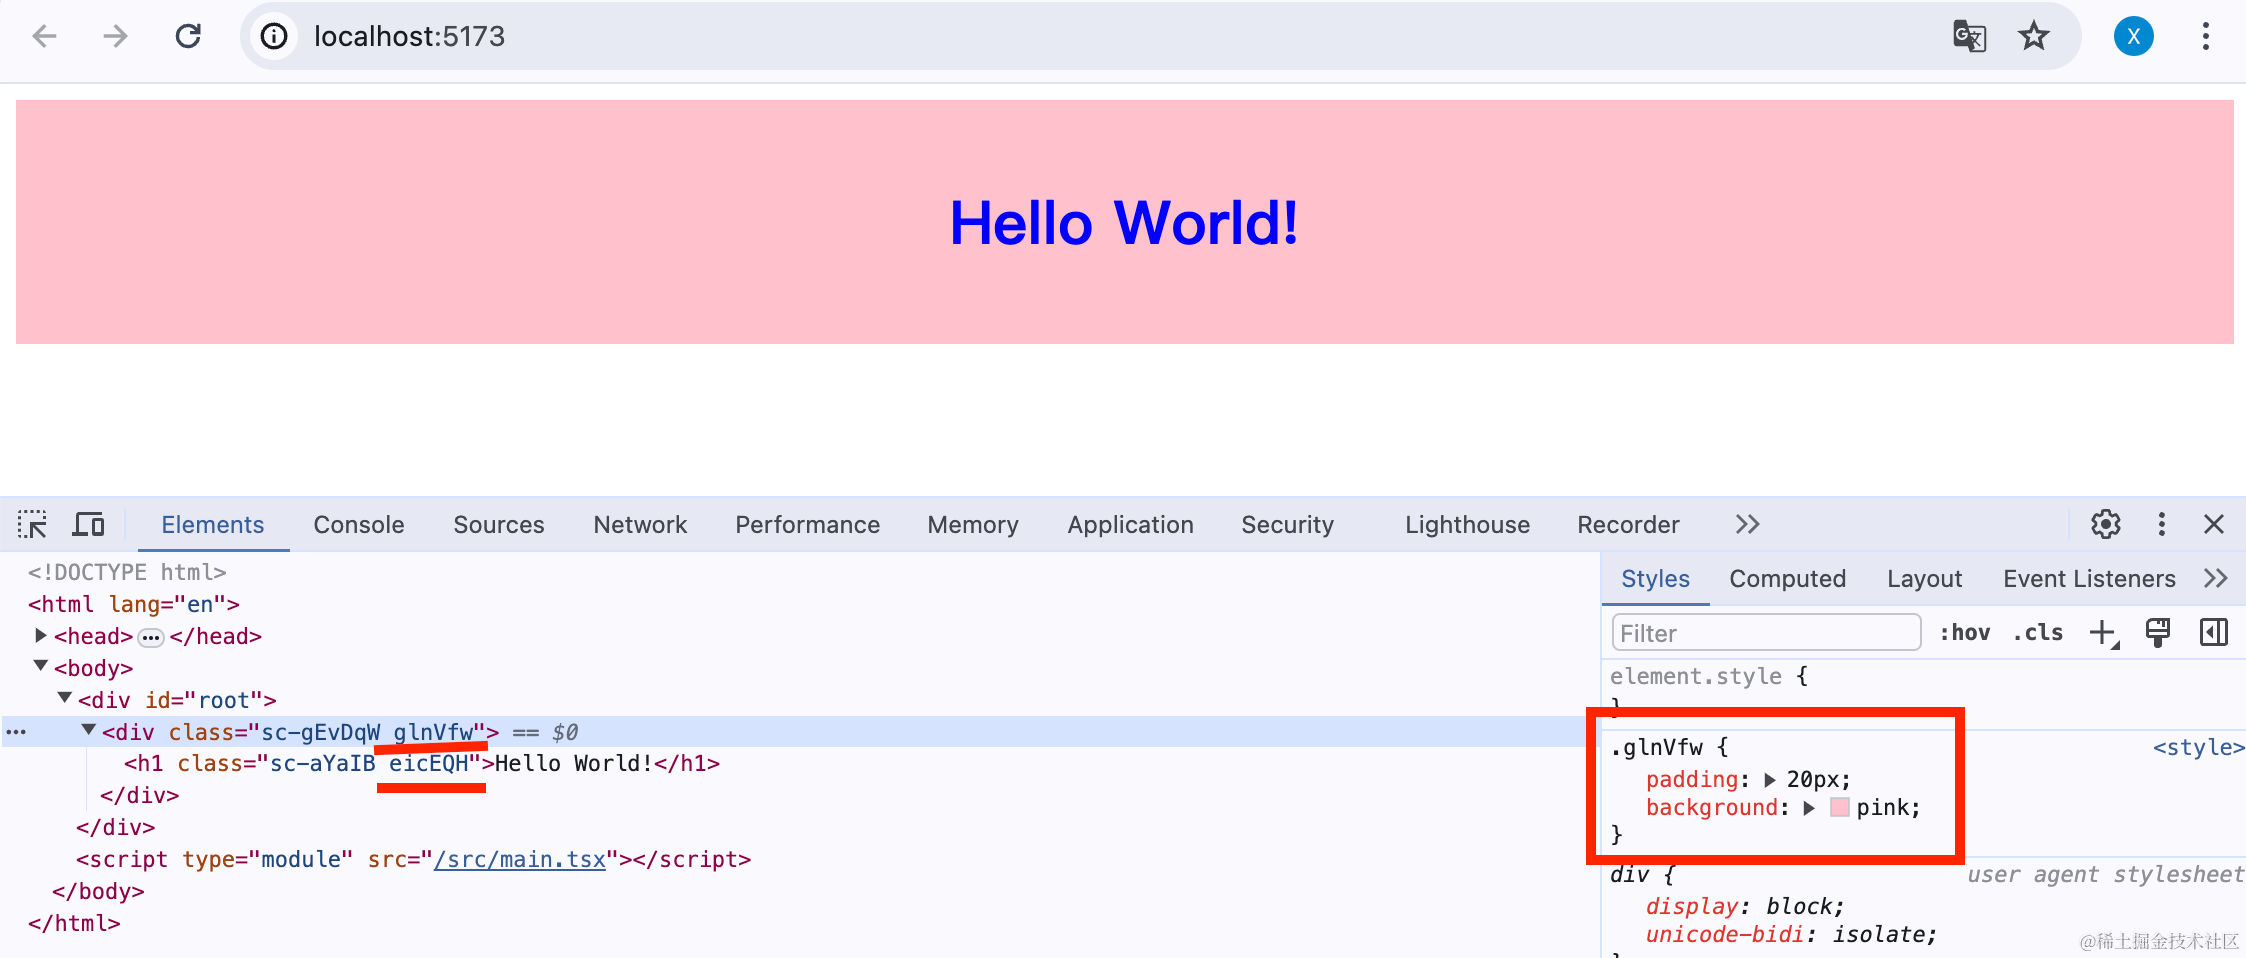 localhost:5173
X
Hello World!
Elements Console Sources Network Performance Memory Application Security Lighthouse Recorder
<!DOCTYPE html>
<html lang="en">
<head> ••• </head>
<body>
<div id="root">
••• <div class="sc-gEvDqW glnVfw"> == $0
<h1 class="sc-aYaIB eicEQH">Hello World!</h1>
</div>
</div>
<script type="module" src="/src/main.tsx"></script>
</body>
</html>
Styles Computed Layout Event Listeners
Filter :hov .cls
element.style {
}
.glnVfw { <style>
padding: 20px;
background: pink;
}
div { user agent stylesheet
display: block;
unicode-bidi: isolate;
}
@稀土掘金技术社区